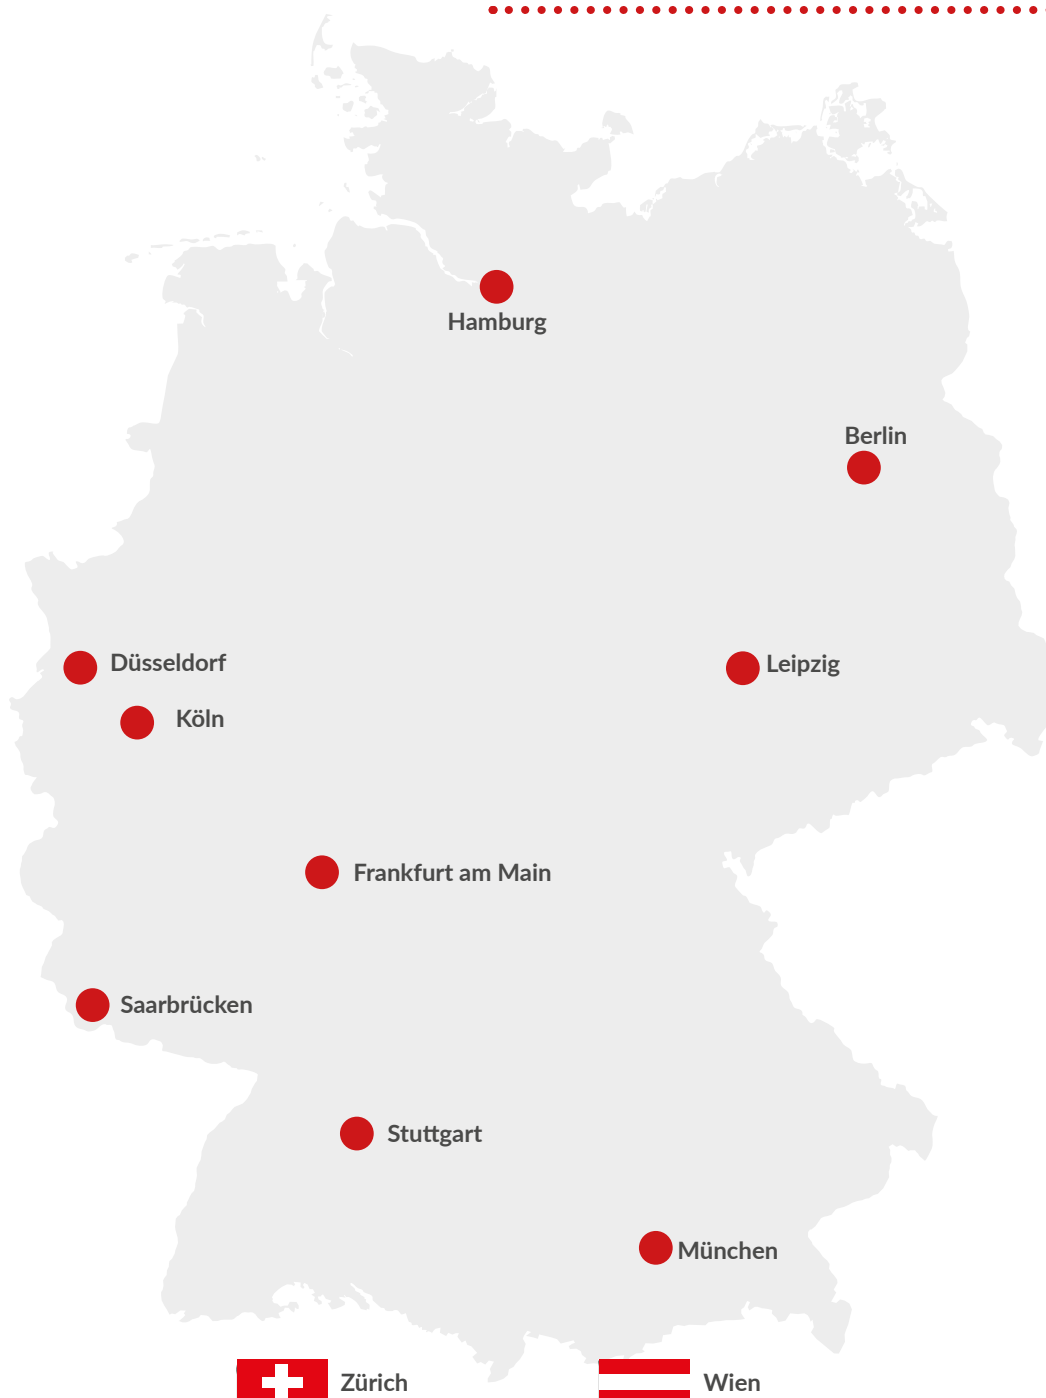 Hamburg
Berlin
Düsseldorf
Leipzig
Köln
Frankfurt am Main
Saarbrücken
Stuttgart
München
Zürich
Wien